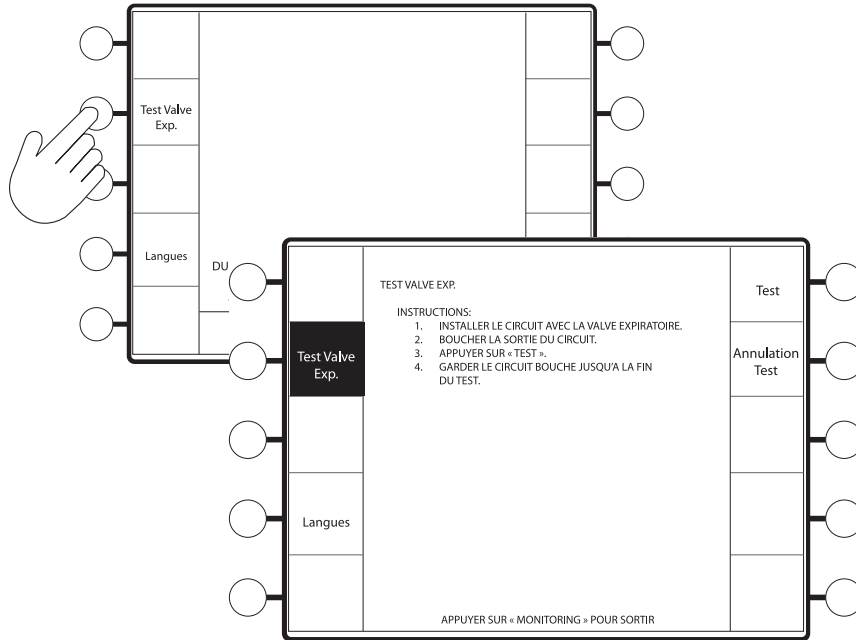 Test Valve
Exp.
Langues
DU
TEST VALVE EXP.
INSTRUCTIONS:
1. INSTALLER LE CIRCUIT AVEC LA VALVE EXPIRATOIRE.
2. BOUCHER LA SORTIE DU CIRCUIT.
3. APPUYER SUR « TEST ».
4. GARDER LE CIRCUIT BOUCHE JUSQU'A LA FIN
DU TEST.
Test
Annulation
Test
Test Valve
Exp.
Langues
APPUYER SUR « MONITORING » POUR SORTIR